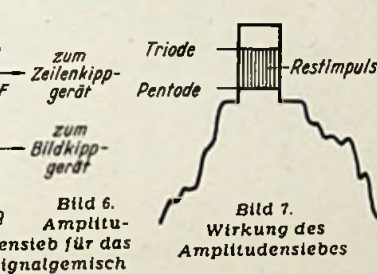 zum
Zeilenkipp-
gerät
zum
Bildkipp-
gerät
Bild 6.
Amplitu-
densieb für das
ignalgemisch
Triode
Restimpuls
Pentode
Bild 7.
Wirkung des
Amplitudensiebes